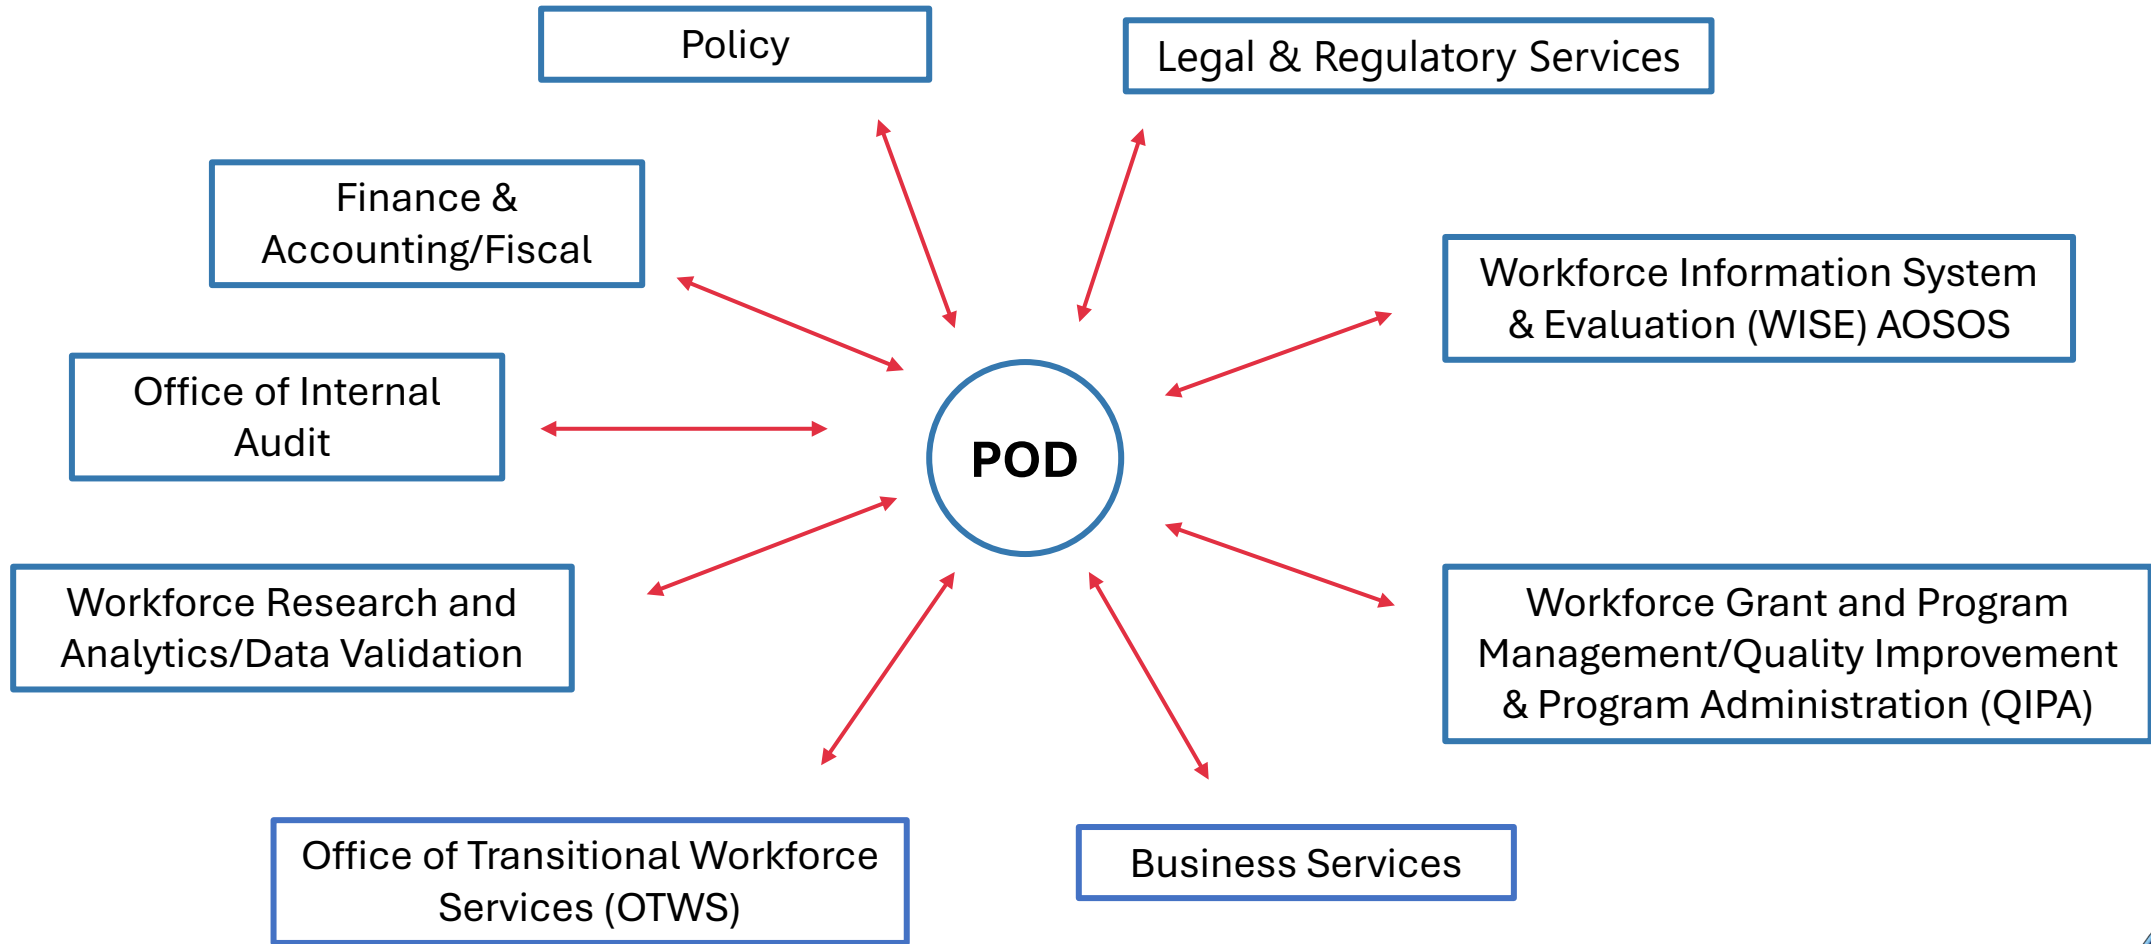 Policy
Legal & Regulatory Services
Finance &
Accounting/Fiscal
Workforce Information System
& Evaluation (WISE) AOSOS
Office of Internal
Audit
POD
Workforce Research and
Analytics/Data Validation
Workforce Grant and Program
Management/Quality Improvement
& Program Administration (QIPA)
Office of Transitional Workforce
Services (OTWS)
Business Services